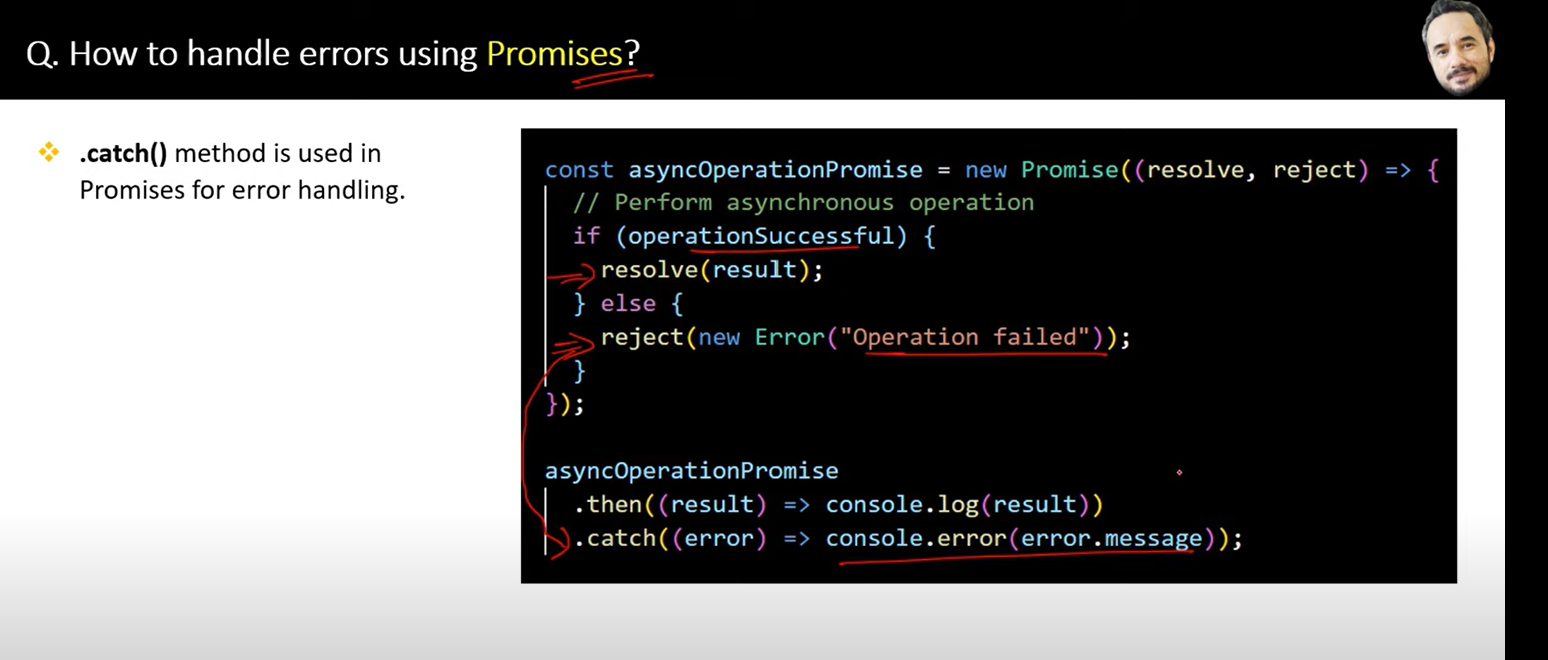 Q. How to handle errors using Promises?
.catch() method is used in
Promises for error handling.
const asyncOperationPromise = new Promise((resolve, reject) => {
// Perform asynchronous operation
if (operationSuccessful) {
resolve(result);
} else {
reject(new Error("Operation failed"));
}
});
asyncOperationPromise
.then((result) => console.log(result))
.catch((error) => console.error(error.message));